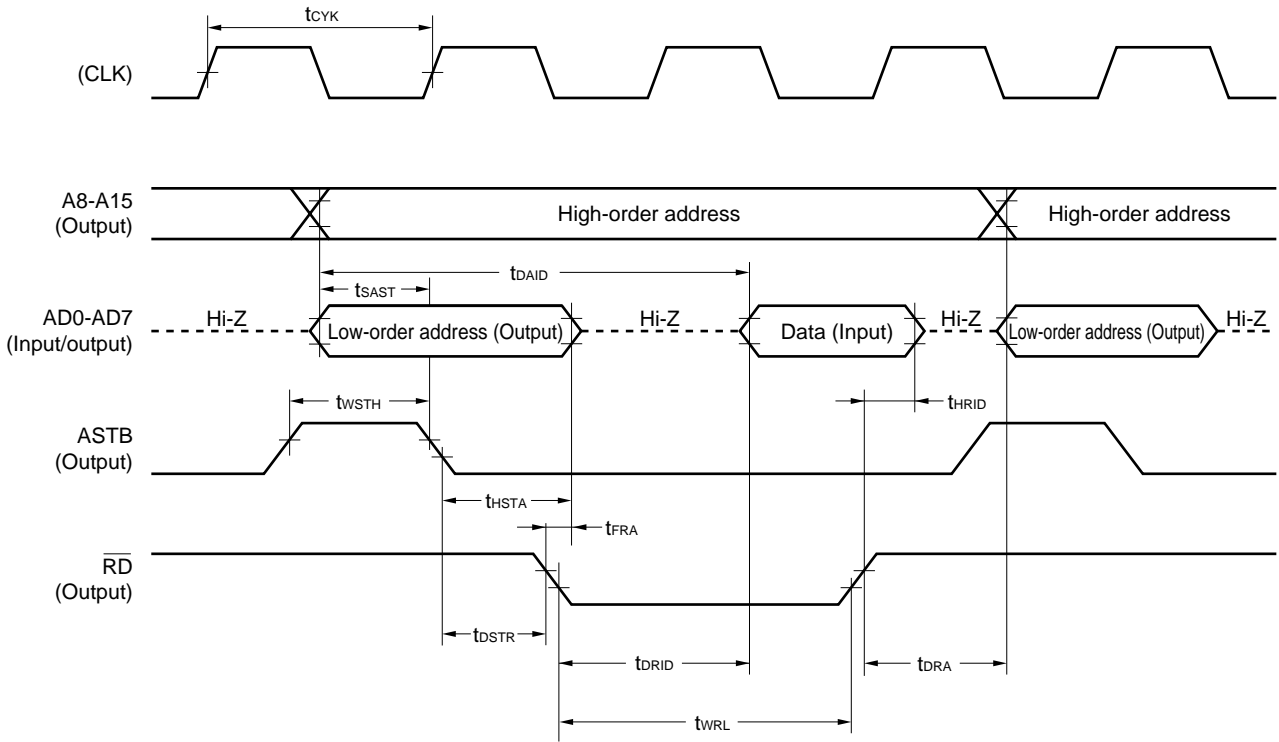 tCYK
(CLK)
A8-A15
(Output)
High-order address
High-order address
tDAID
tSAST
AD0-AD7
(Input/output)
Hi-Z
Low-order address (Output)
Hi-Z
Data (Input)
Hi-Z
Low-order address (Output)
Hi-Z
tWSTH
tHRID
ASTB
(Output)
tHSTA
tFRA
RD
(Output)
tDSTR
tDRID
tDRA
tWRL